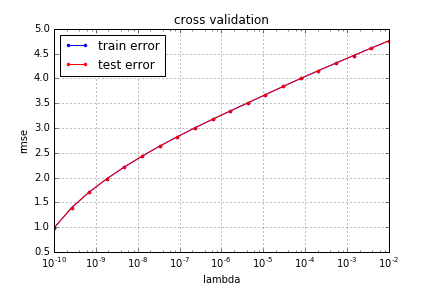 cross validation
5.0
4.5
4.0
3.5
3.0
2.5
2.0
1.5
1.0
0.5
rmse
train error
test error
10^-10 10^-9 10^-8 10^-7 10^-6 10^-5 10^-4 10^-3 10^-2
lambda